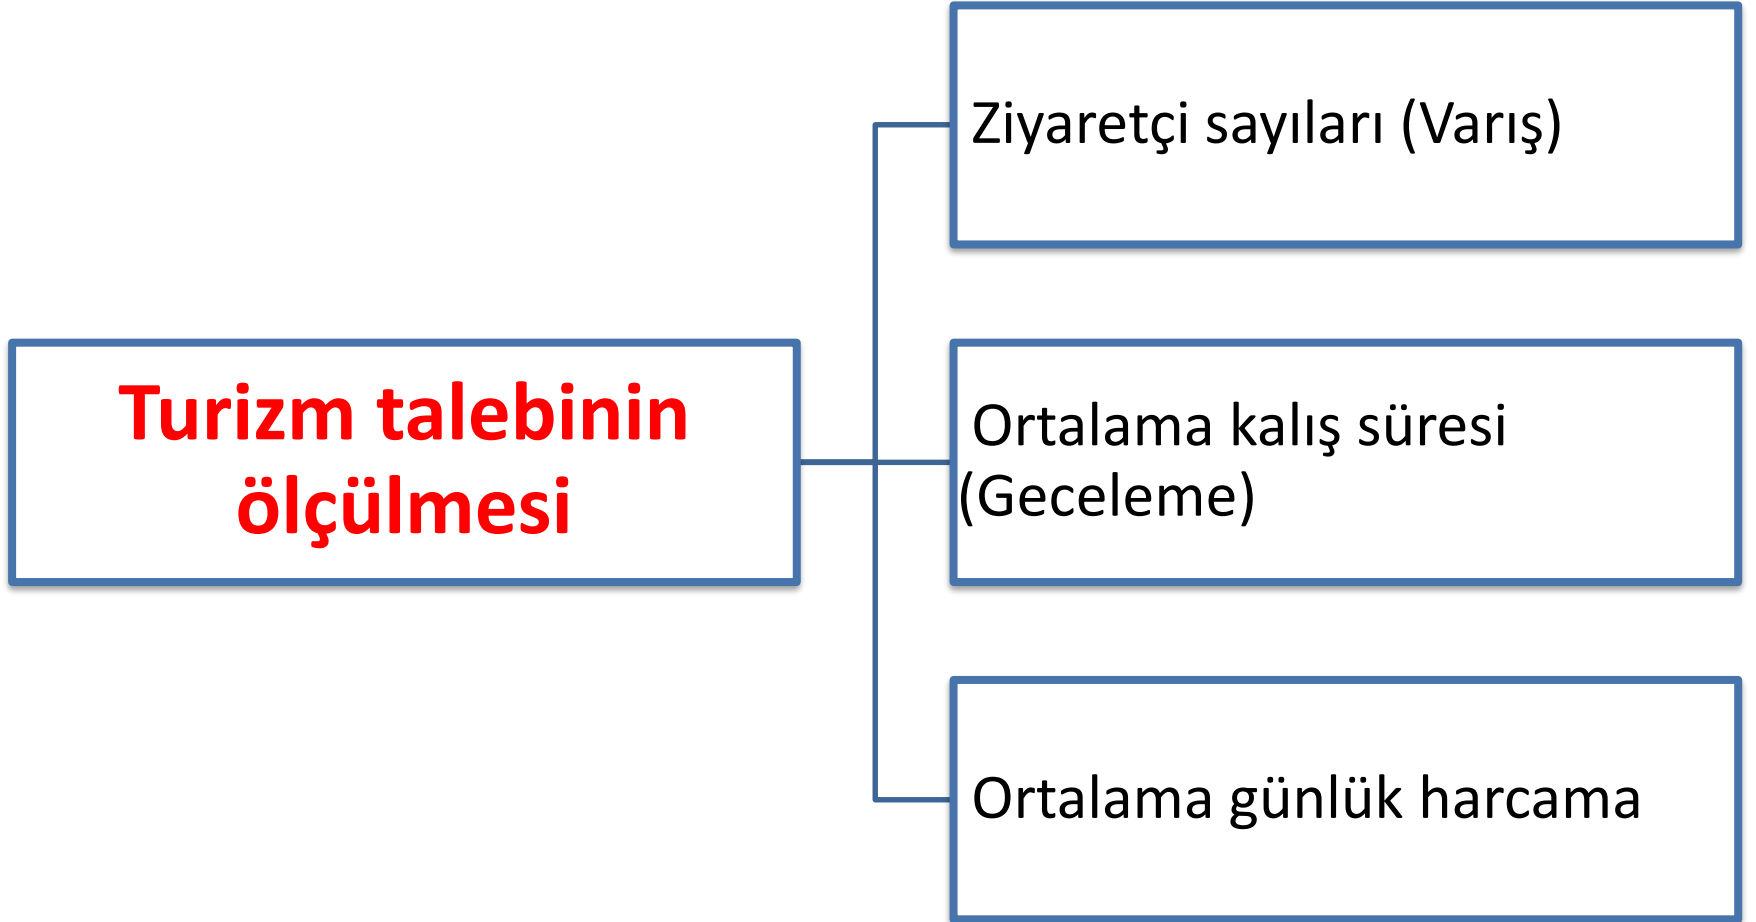 Ziyaretçi sayıları (Varış)
Turizm talebinin
ölçülmesi
Ortalama kalış süresi
(Geceleme)
Ortalama günlük harcama